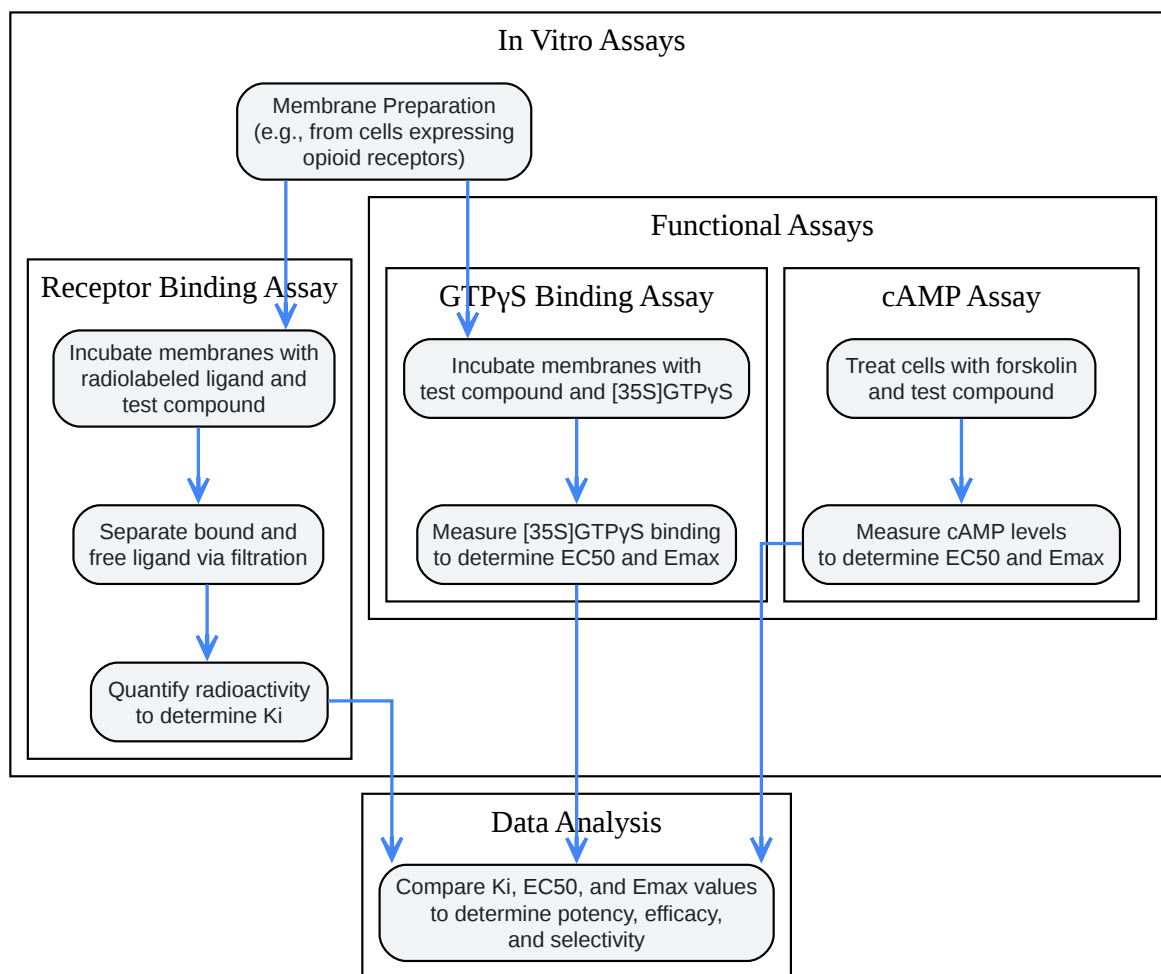 In Vitro Assays
Membrane Preparation
(e.g., from cells expressing
opioid receptors)
Functional Assays
Receptor Binding Assay
GTPγS Binding Assay
cAMP Assay
Incubate membranes with
radiolabeled ligand and
test compound
Incubate membranes with
test compound and [35S]GTPγS
Treat cells with forskolin
and test compound
Separate bound and
free ligand via filtration
Measure [35S]GTPγS binding
to determine EC50 and Emax
Measure cAMP levels
to determine EC50 and Emax
Quantify radioactivity
to determine Ki
Data Analysis
Compare Ki, EC50, and Emax values
to determine potency, efficacy,
and selectivity